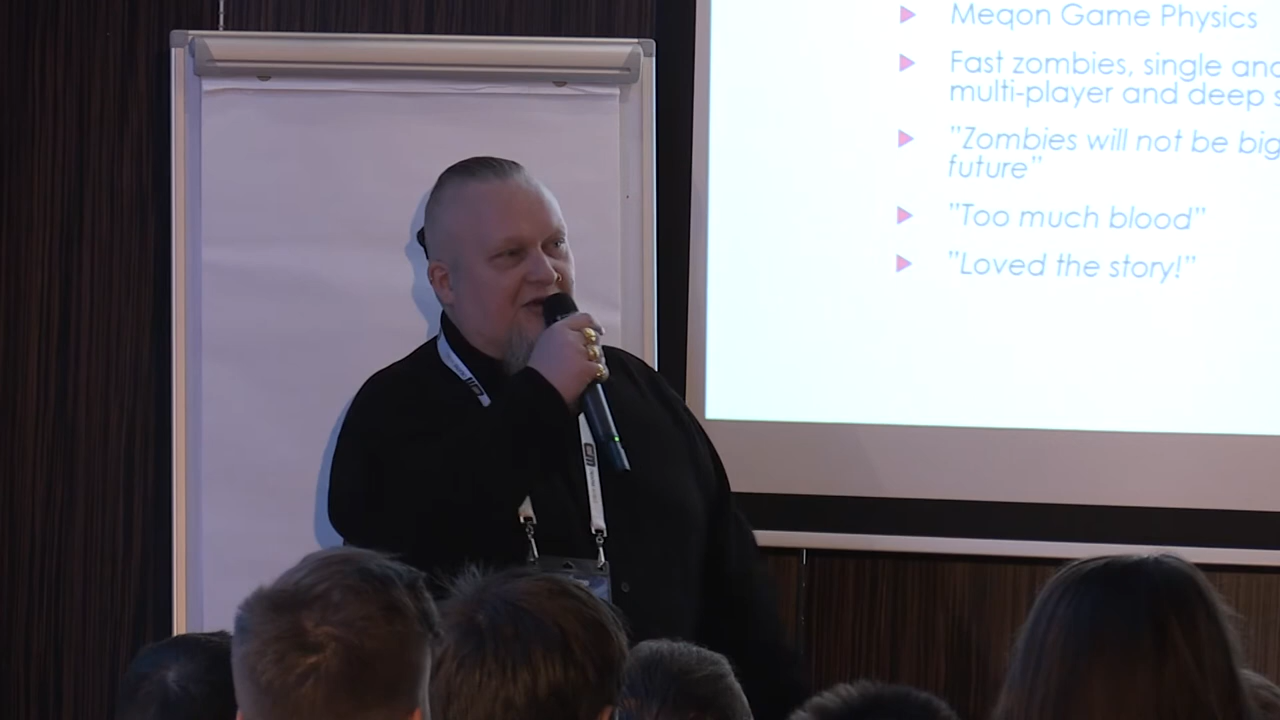 Meqon Game Physics
Fast zombies, single and
multi-player and deep s
"Zombies will not be big
future"
"Too much blood"
"Loved the story!"